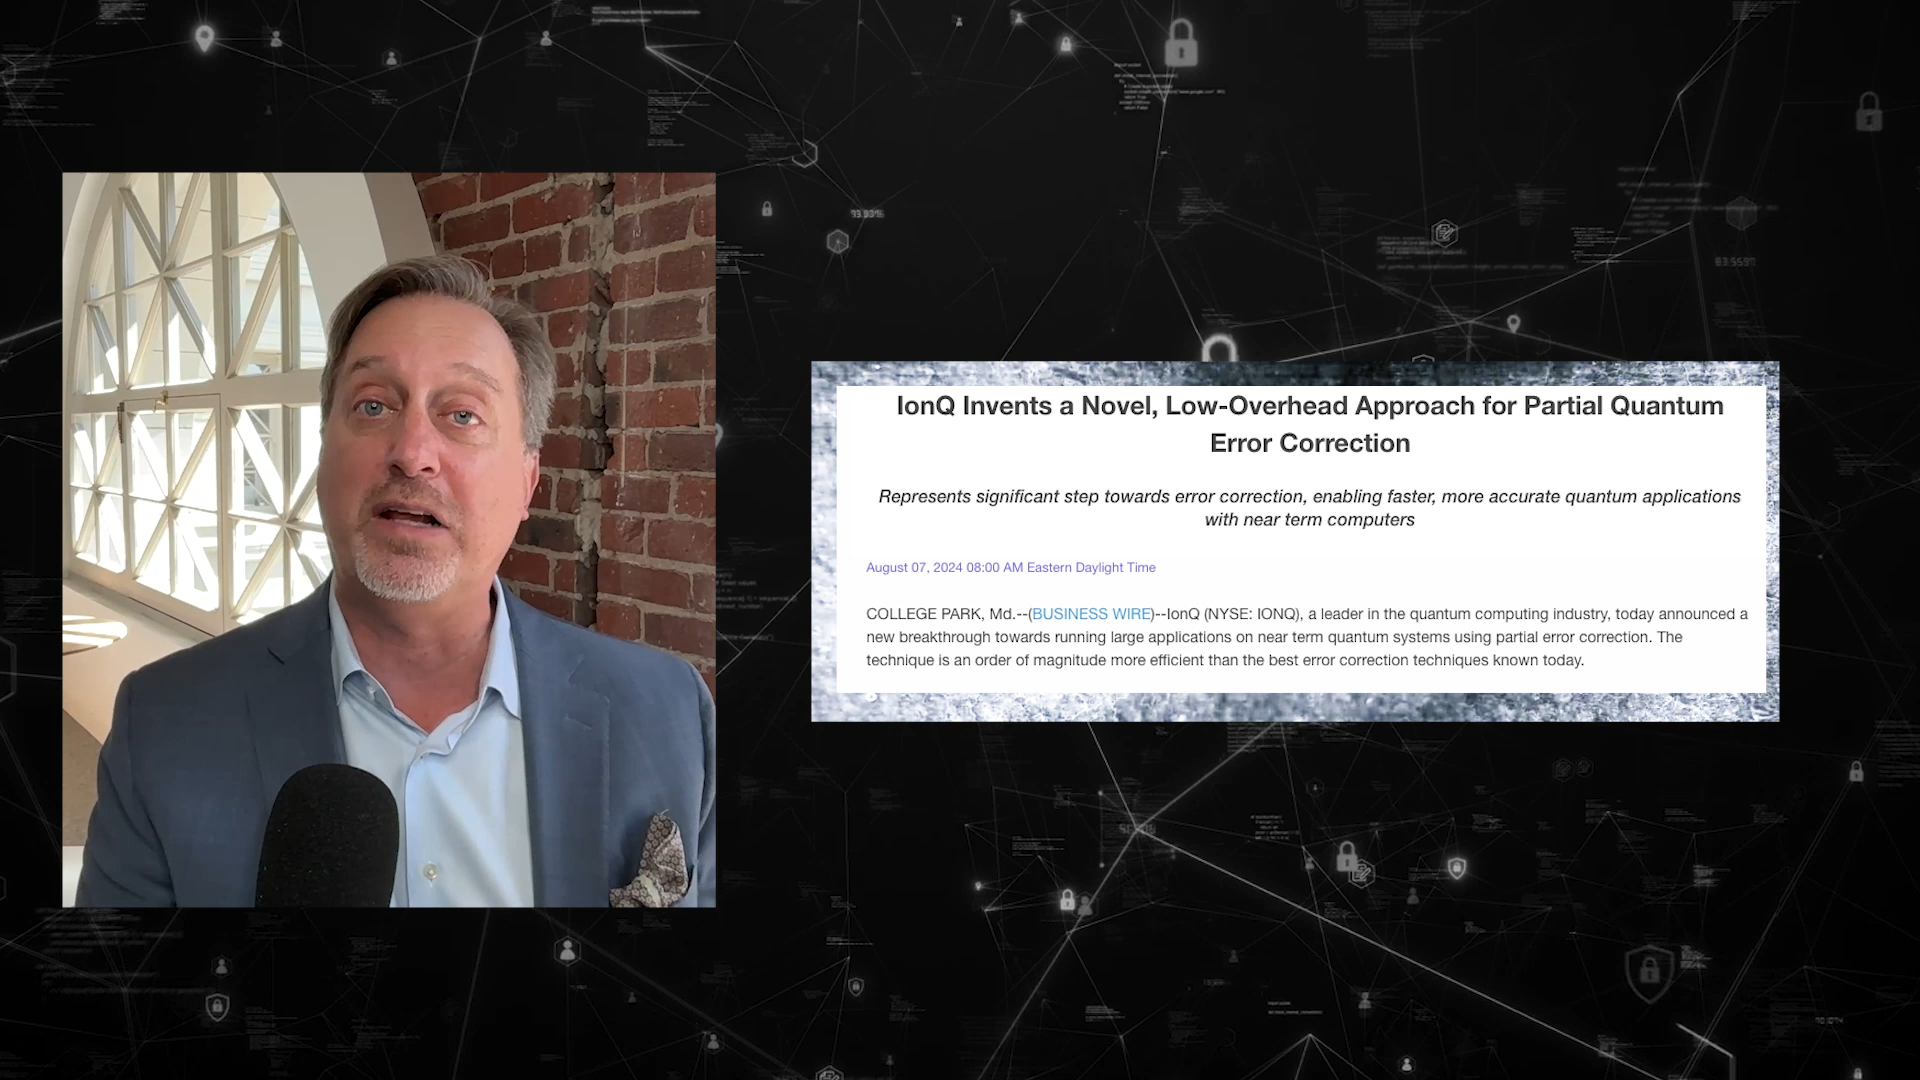 IonQ Invents a Novel, Low-Overhead Approach for Partial Quantum
Error Correction
Represents significant step towards error correction, enabling faster, more accurate quantum applications
with near term computers
August 07, 2024 08:00 AM Eastern Daylight Time
COLLEGE PARK, Md.--(BUSINESS WIRE)--IonQ (NYSE: IONQ), a leader in the quantum computing industry, today announced a
new breakthrough towards running large applications on near term quantum systems using partial error correction. The
technique is an order of magnitude more efficient than the best error correction techniques known today.